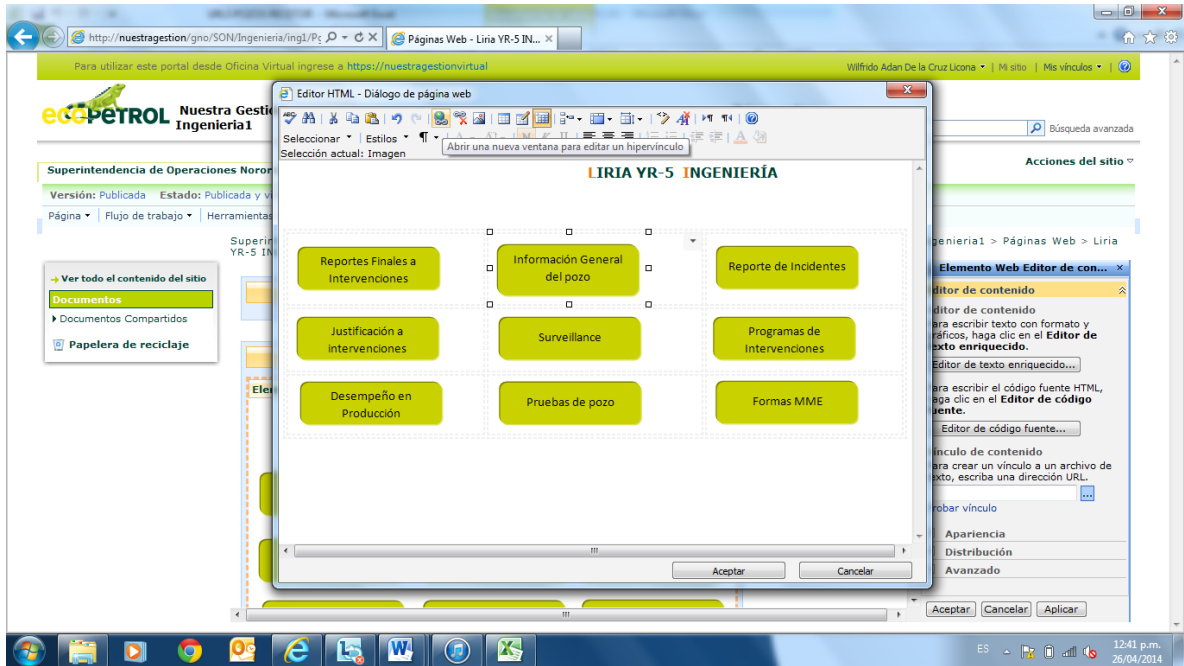 http://nuestragestion/gno/SON/Ingenieria/ing1/Pç
Páginas Web - Liria YR-5 IN...
Para utilizar este portal desde Oficina Virtual ingrese a https://nuestragestionvirtual
Wilfrido Adan De la Cruz Licona
Mi sitio
Mis vínculos
ecoPETROL
Nuestra Gesti
Ingenieria1
Búsqueda avanzada
Acciones del sitio
Superintendencia de Operaciones Noror
Versión: Publicada Estado: Publicada y vi
Página Flujo de trabajo Herramientas
Superin
YR-5 IN
genieria1 > Páginas Web > Liria
Ver todo el contenido del sitio
Documentos
Documentos Compartidos
Papelera de reciclaje
Elem
Editor HTML - Diálogo de página web
Seleccionar Estilos
Abrir una nueva ventana para editar un hipervínculo
Selección actual: Imagen
LIRIA YR-5 INGENIERÍA
Reportes Finales a
Intervenciones
Información General
del pozo
Reporte de Incidentes
Justificación a
intervenciones
Surveillance
Programas de
Intervenciones
Desempeño en
Producción
Pruebas de pozo
Formas MME
Aceptar
Cancelar
Elemento Web Editor de con... ×
ditor de contenido
ditor de contenido
ara escribir texto con formato y
ráficos, haga clic en el Editor de
exto enriquecido.
Editor de texto enriquecido...
ara escribir el código fuente HTML,
aga clic en el Editor de código
uente.
Editor de código fuente...
ínculo de contenido
ara crear un vínculo a un archivo de
exto, escriba una dirección URL.
...
robar vínculo
Apariencia
Distribución
Avanzado
Aceptar Cancelar Aplicar
ES
12:41 p.m.
26/04/2014